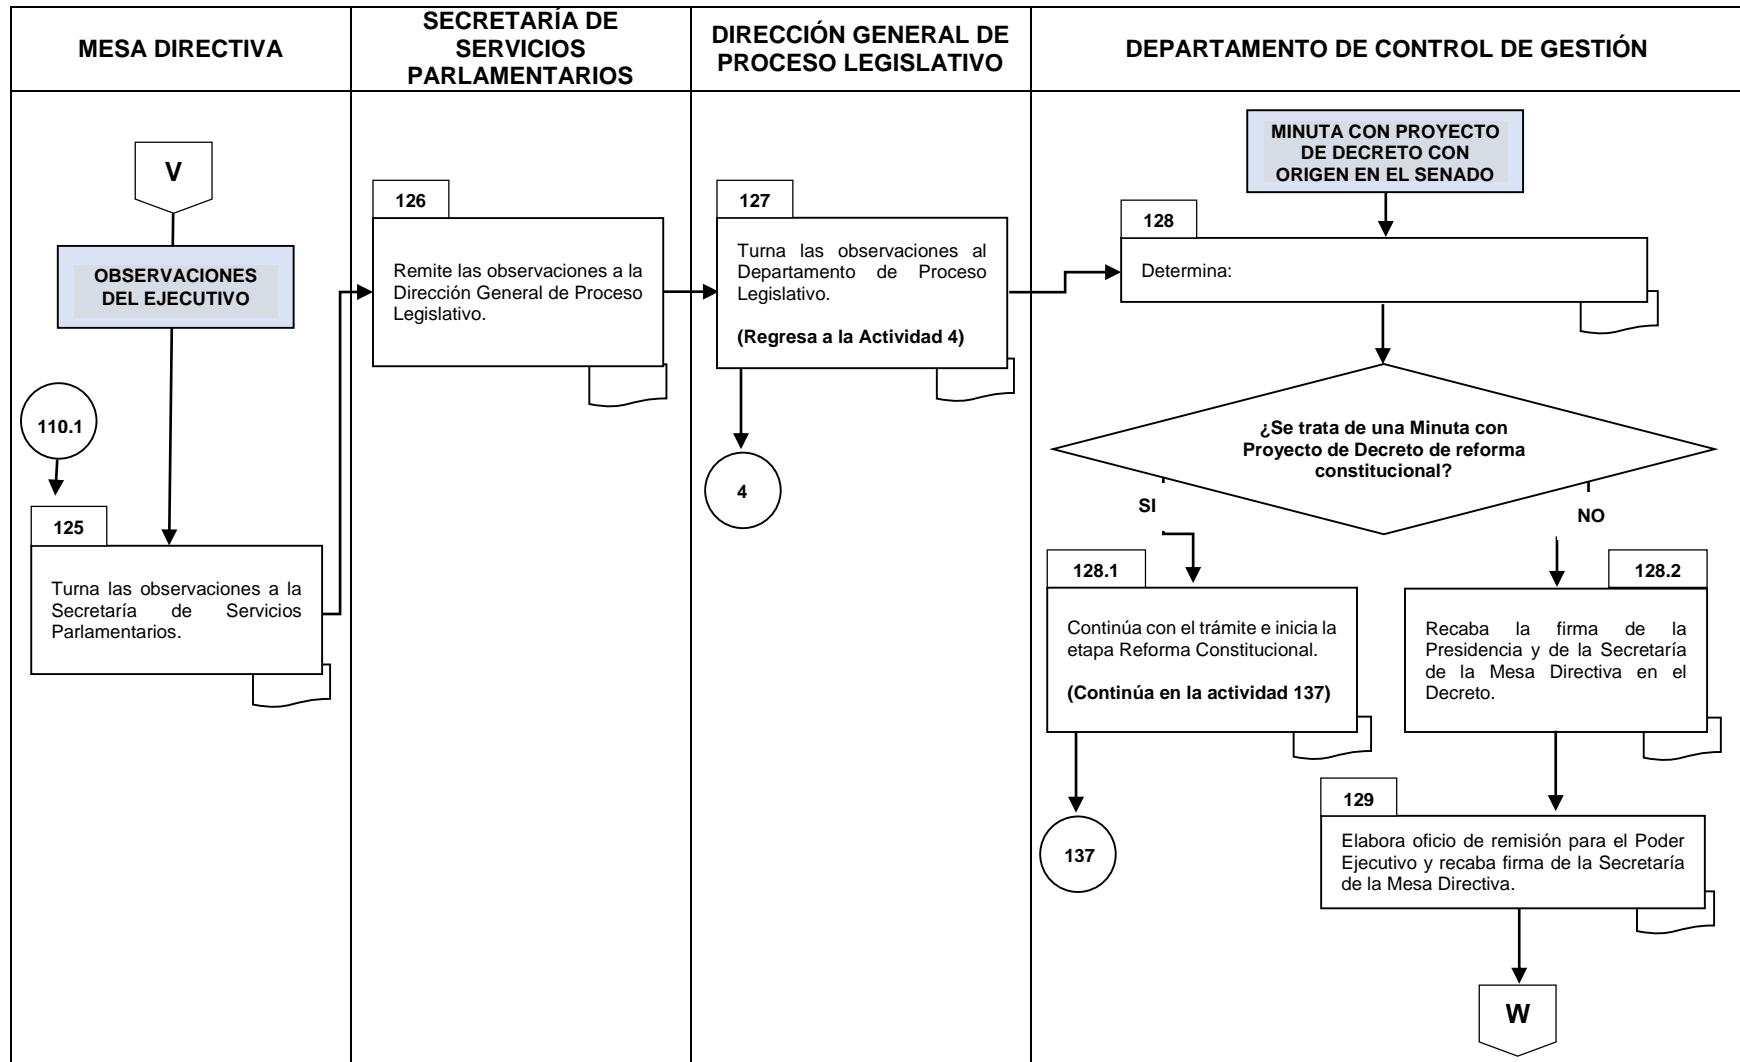 MESA DIRECTIVA
SECRETARÍA DE
SERVICIOS
PARLAMENTARIOS
DIRECCIÓN GENERAL DE
PROCESO LEGISLATIVO
DEPARTAMENTO DE CONTROL DE GESTIÓN
V
OBSERVACIONES
DEL EJECUTIVO
110.1
125
Turna las observaciones a la
Secretaría de Servicios
Parlamentarios.
126
Remite las observaciones a la
Dirección General de Proceso
Legislativo.
127
Turna las observaciones al
Departamento de Proceso
Legislativo.
(Regresa a la Actividad 4)
4
MINUTA CON PROYECTO
DE DECRETO CON
ORIGEN EN EL SENADO
128
Determina:
¿Se trata de una Minuta con
Proyecto de Decreto de reforma
constitucional?
SI
NO
128.1
Continúa con el trámite e inicia la
etapa Reforma Constitucional.
(Continúa en la actividad 137)
137
128.2
Recaba la firma de la
Presidencia y de la Secretaría
de la Mesa Directiva en el
Decreto.
129
Elabora oficio de remisión para el Poder
Ejecutivo y recaba firma de la Secretaría
de la Mesa Directiva.
W